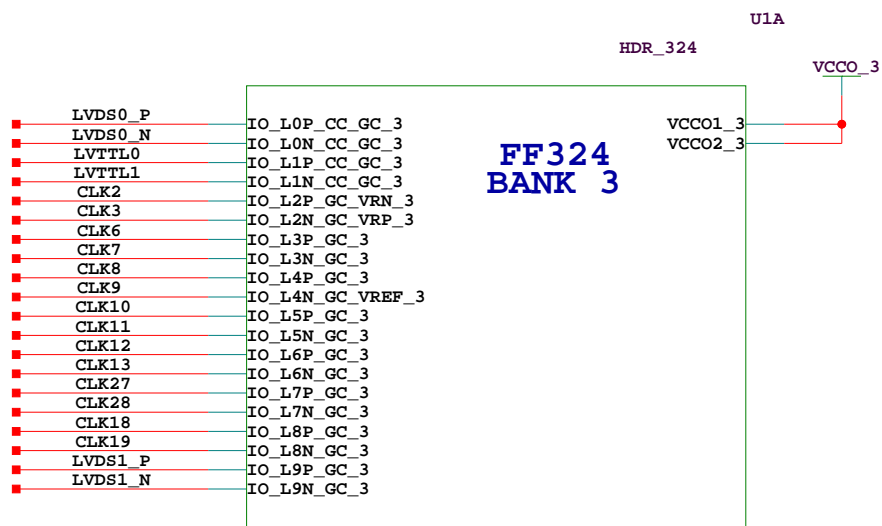 U1A
HDR_324
VCCO_3
LVDS0_P IO_L0P_CC_GC_3 VCCO1_3
LVDS0_N IO_L0N_CC_GC_3 VCCO2_3
LVTTL0 IO_L1P_CC_GC_3
LVTTL1 IO_L1N_CC_GC_3
FF324
BANK 3
CLK2 IO_L2P_GC_VRN_3
CLK3 IO_L2N_GC_VRP_3
CLK6 IO_L3P_GC_3
CLK7 IO_L3N_GC_3
CLK8 IO_L4P_GC_3
CLK9 IO_L4N_GC_VREF_3
CLK10 IO_L5P_GC_3
CLK11 IO_L5N_GC_3
CLK12 IO_L6P_GC_3
CLK13 IO_L6N_GC_3
CLK27 IO_L7P_GC_3
CLK28 IO_L7N_GC_3
CLK18 IO_L8P_GC_3
CLK19 IO_L8N_GC_3
LVDS1_P IO_L9P_GC_3
LVDS1_N IO_L9N_GC_3